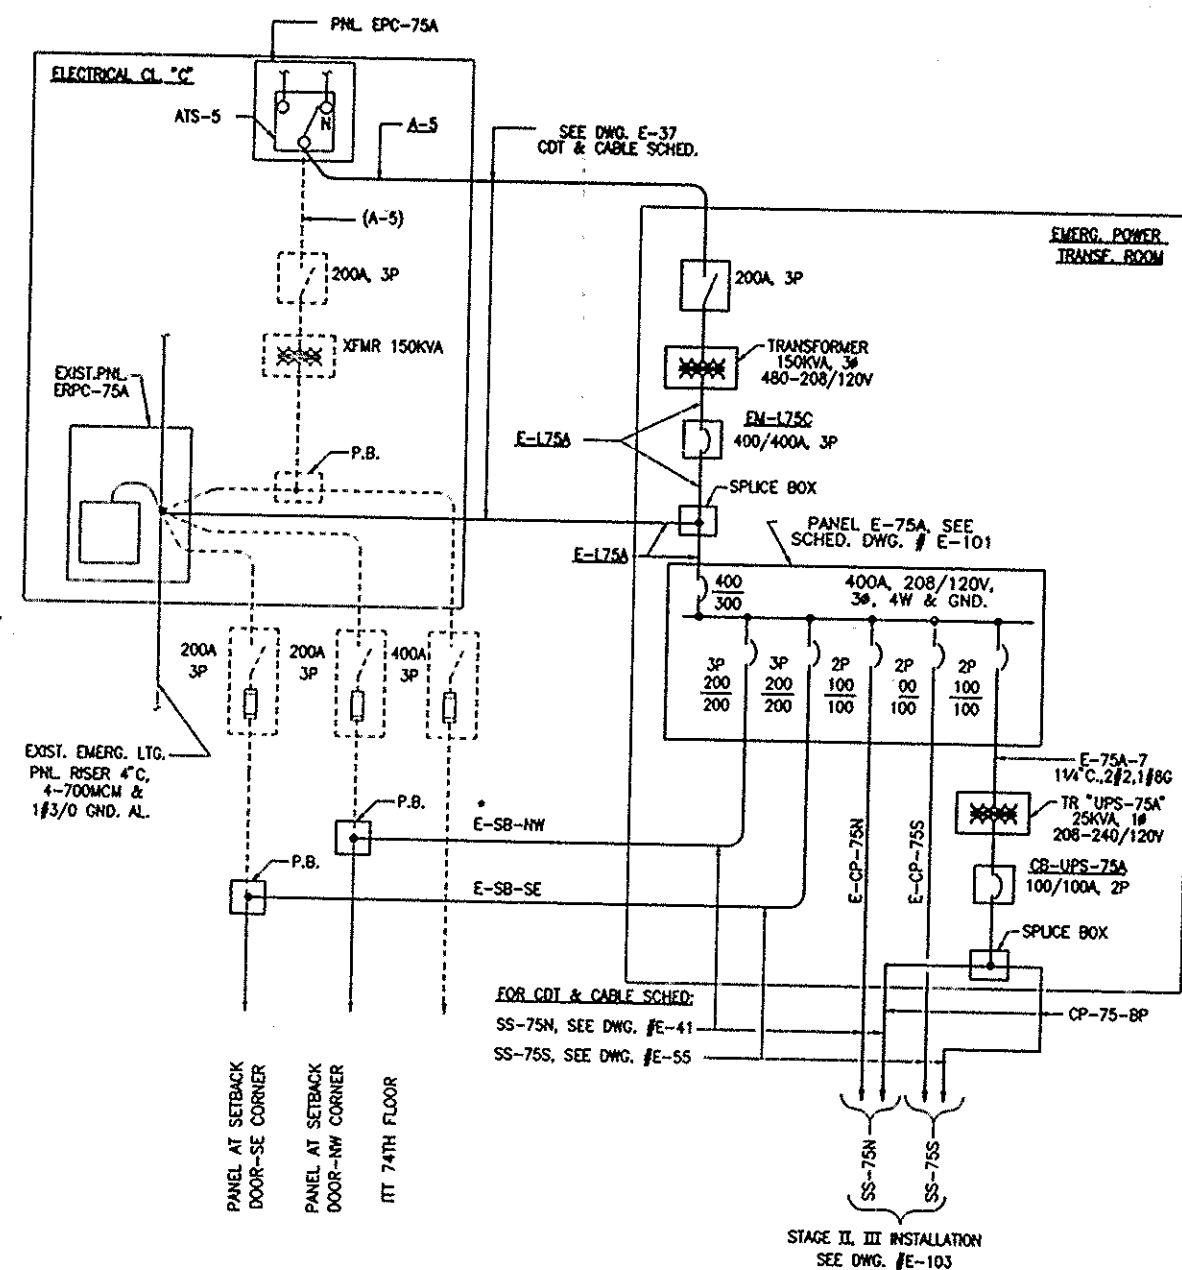 PNL. EPC-75A
ELECTRICAL CL. "C"
ATS-5
N
A-5
SEE DWG. E-37
CDT & CABLE SCHED.
(A-5)
EMERG. POWER
TRANSF. ROOM
200A, 3P
200A, 3P
XFMR 150KVA
TRANSFORMER
150KVA, 3ø
480-208/120V
EXIST.PNL.
ERPC-75A
EM-L75C
400/400A, 3P
E-L75A
P.B.
SPLICE BOX
PANEL E-75A, SEE
SCHED. DWG. # E-101
E-L75A
400
300
400A, 208/120V,
3ø, 4W & GND.
200A
3P
200A
3P
400A
3P
3P
200
200
3P
200
200
2P
100
100
2P
00
100
2P
100
100
EXIST. EMERG. LTG.
PNL. RISER 4"C,
4-700MCM &
1#3/0 GND. AL.
E-75A-7
1¼"C.,2#2,1#8G
P.B.
E-SB-NW
TR "UPS-75A"
25KVA, 1ø
208-240/120V
P.B.
E-SB-SE
E-CP-75N
E-CP-75S
CB-UPS-75A
100/100A, 2P
SPLICE BOX
FOR CDT & CABLE SCHED:
SS-75N, SEE DWG. #E-41
SS-75S, SEE DWG. #E-55
CP-75-BP
PANEL AT SETBACK
DOOR-SE CORNER
PANEL AT SETBACK
DOOR-NW CORNER
ITT 74TH FLOOR
SS-75N
SS-75S
STAGE II, III INSTALLATION
SEE DWG. #E-103